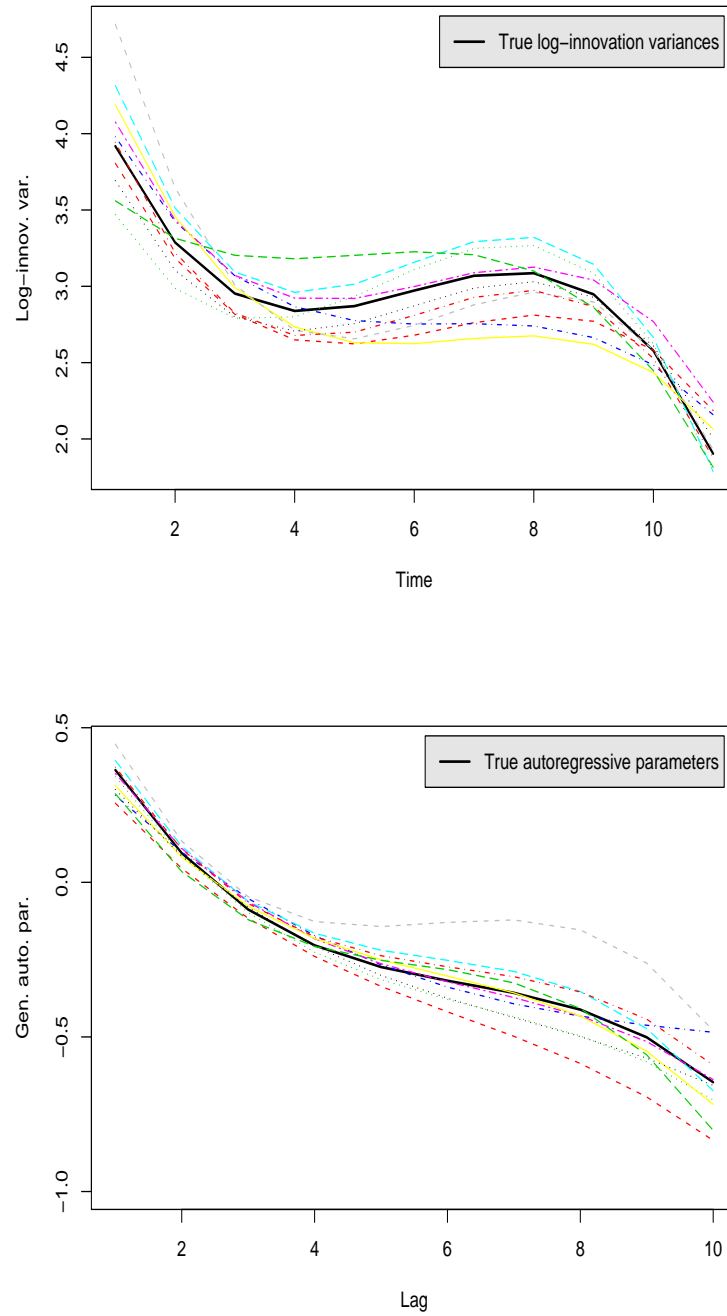 True log−innovation variances
4.5
4.0
3.5
3.0
2.5
2.0
Log−innov. var.
2 4 6 8 10
Time
True autoregressive parameters
0.5
0.0
−0.5
−1.0
Gen. auto. par.
2 4 6 8 10
Lag